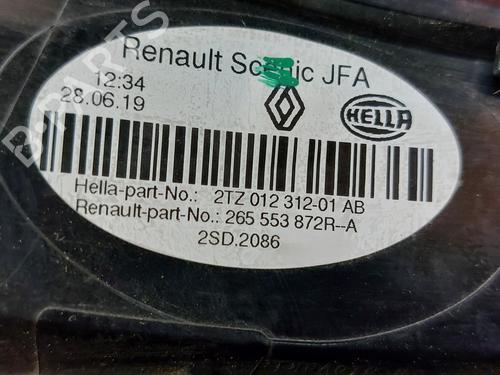 Renault Scenic JFA
12:34
28.06.19
HELLA
Hella-part-No.: 2TZ 012 312-01 AB
Renault-part-No.: 265 553 872R--A
2SD.2086
B-PARTS